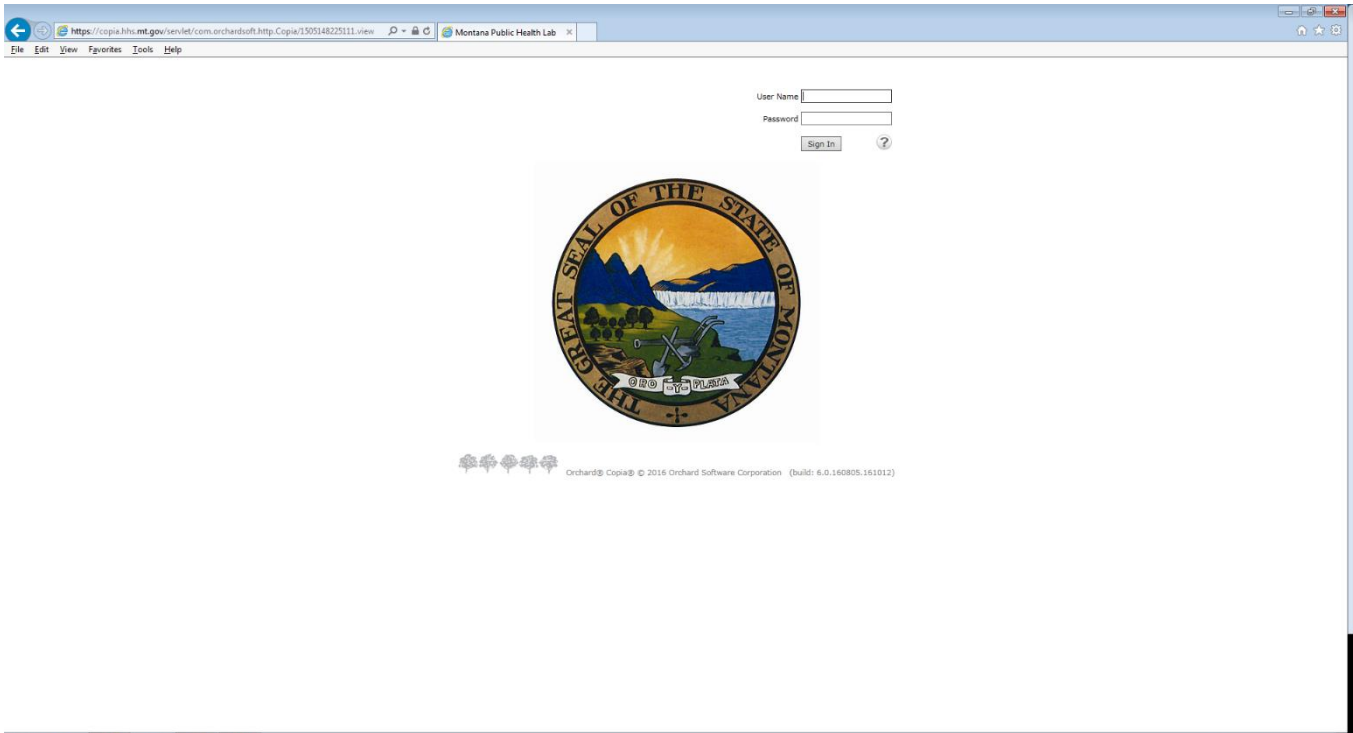 https://copia.hhs.mt.gov/servlet/com.orchardsoft.http.Copia/1505148225111.view
Montana Public Health Lab
File Edit View Favorites Tools Help
User Name
Password
Sign In ?
THE GREAT SEAL OF THE STATE OF MONTANA
ORO Y PLATA
Orchard® Copia® © 2016 Orchard Software Corporation (build: 6.0.160805.161012)